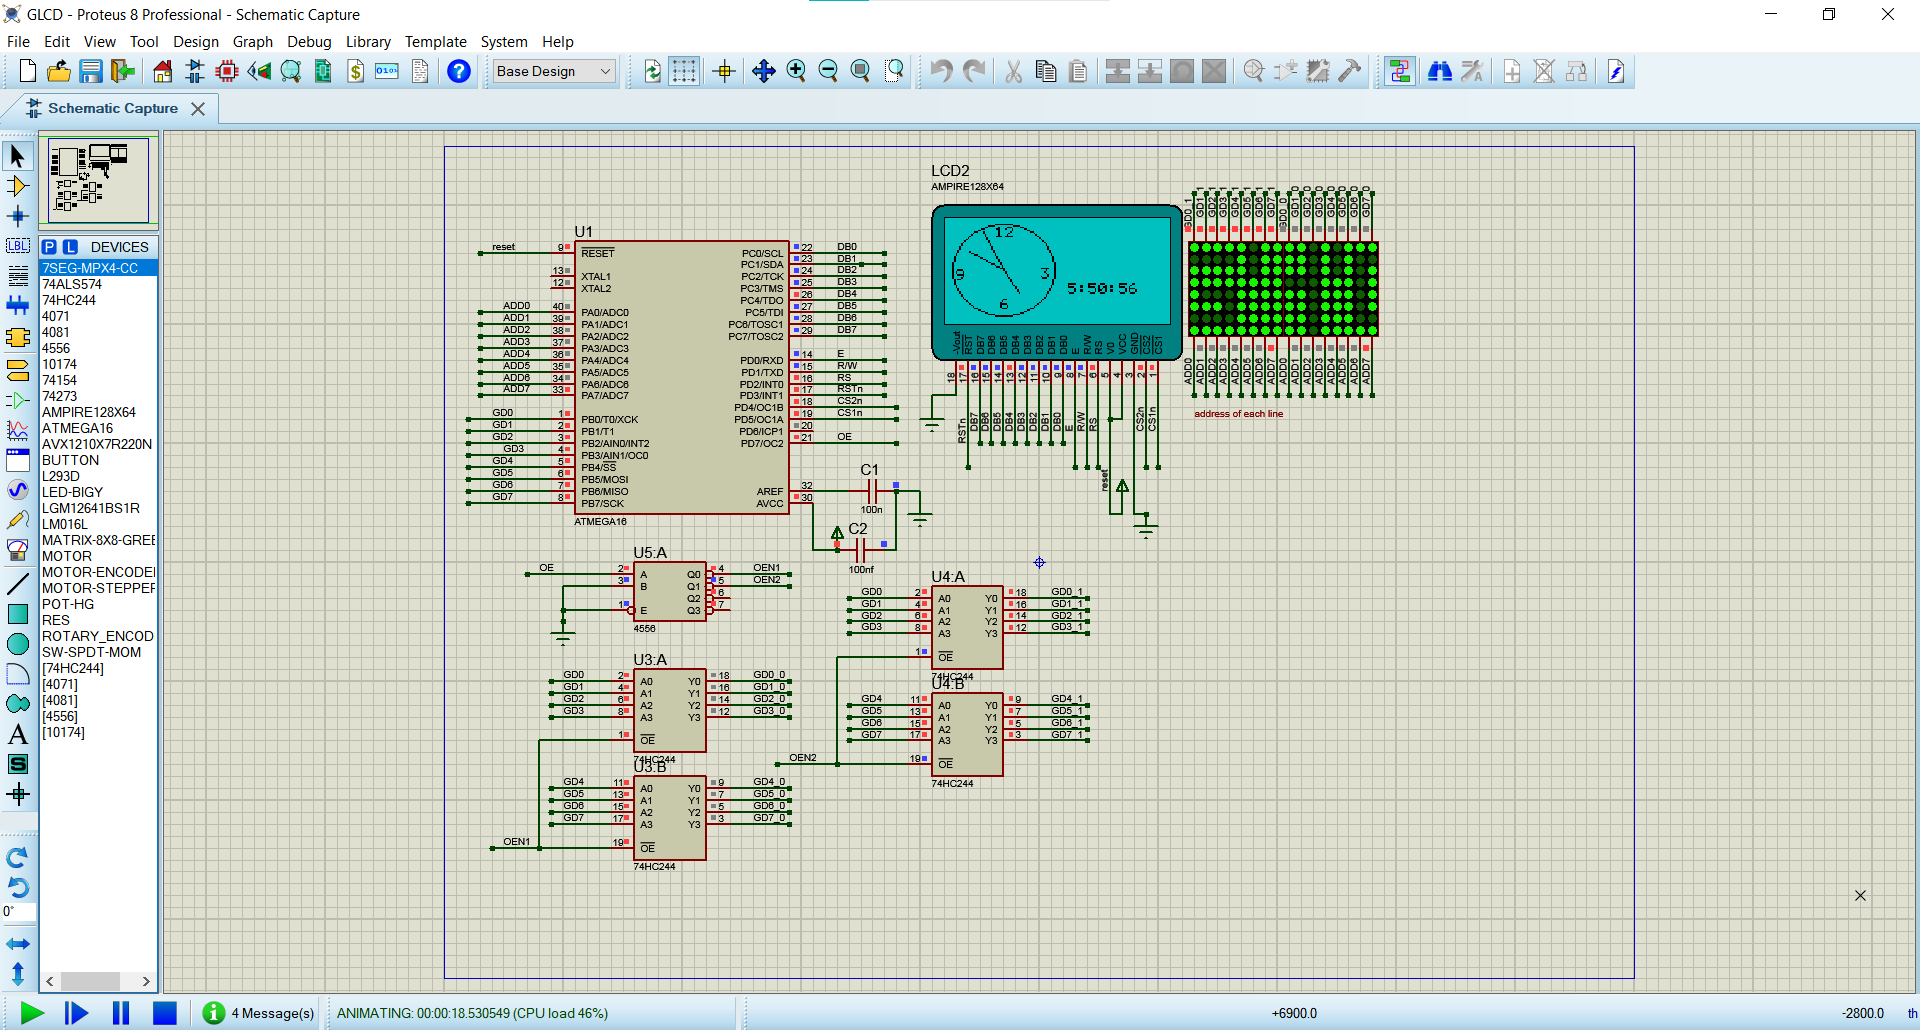 GLCD - Proteus 8 Professional - Schematic Capture
File Edit View Tool Design Graph Debug Library Template System Help
Base Design
Schematic Capture
P L DEVICES
7SEG-MPX4-CC
74ALS574
74HC244
4071
4081
4556
10174
74154
74273
AMPIRE128X64
ATMEGA16
AVX1210X7R220N
BUTTON
L293D
LED-BIGY
LGM12641BS1R
LM016L
MATRIX-8X8-GREE
MOTOR
MOTOR-ENCODE
MOTOR-STEPPER
POT-HG
RES
ROTARY_ENCOD
SW-SPDT-MOM
[74HC244]
[4071]
[4081]
[4556]
[10174]
LBL
A
S
0°
U1
reset 9 RESET
13 XTAL1
12 XTAL2
ADD0 40 PA0/ADC0
ADD1 39 PA1/ADC1
ADD2 38 PA2/ADC2
ADD3 37 PA3/ADC3
ADD4 36 PA4/ADC4
ADD5 35 PA5/ADC5
ADD6 34 PA6/ADC6
ADD7 33 PA7/ADC7
GD0 1 PB0/T0/XCK
GD1 2 PB1/T1
GD2 3 PB2/AIN0/INT2
GD3 4 PB3/AIN1/OC0
GD4 5 PB4/SS
GD5 6 PB5/MOSI
GD6 7 PB6/MISO
GD7 8 PB7/SCK
PC0/SCL 22 DB0
PC1/SDA 23 DB1
PC2/TCK 24 DB2
PC3/TMS 25 DB3
PC4/TDO 26 DB4
PC5/TDI 27 DB5
PC6/TOSC1 28 DB6
PC7/TOSC2 29 DB7
PD0/RXD 14 E
PD1/TXD 15 R/W
PD2/INT0 16 RS
PD3/INT1 17 RSTn
PD4/OC1B 18 CS2n
PD5/OC1A 19 CS1n
PD6/ICP1 20
PD7/OC2 21 OE
AREF 32
AVCC 30
ATMEGA16
C1
100n
C2
100nf
LCD2
AMPIRE128X64
12
9 3
6
5:50:56
-Vout RST DB7 DB6 DB5 DB4 DB3 DB2 DB1 DB0 E R/W RS V0 VCC GND CS2 CS1
18 17 16 15 14 13 12 11 10 9 8 7 6 5 4 3 2 1
RSTn DB7 DB6 DB5 DB4 DB3 DB2 DB1 DB0 E R/W RS CS2n CS1n
reset
GD0_1 GD1_1 GD2_1 GD3_1 GD4_1 GD5_1 GD6_1 GD7_1 GD0_0 GD1_0 GD2_0 GD3_0 GD4_0 GD5_0 GD6_0 GD7_0
ADD0 ADD1 ADD2 ADD3 ADD4 ADD5 ADD6 ADD7 ADD0 ADD1 ADD2 ADD3 ADD4 ADD5 ADD6 ADD7
address of each line
U5:A
OE 2 A Q0 4 OEN1
3 B Q1 5 OEN2
Q2 6
1 E Q3 7
4556
U3:A
GD0 2 A0 Y0 18 GD0_0
GD1 4 A1 Y1 16 GD1_0
GD2 6 A2 Y2 14 GD2_0
GD3 8 A3 Y3 12 GD3_0
1 OE
74HC244
U3:B
GD4 11 A0 Y0 9 GD4_0
GD5 13 A1 Y1 7 GD5_0
GD6 15 A2 Y2 5 GD6_0
GD7 17 A3 Y3 3 GD7_0
OEN1 19 OE
74HC244
U4:A
GD0 2 A0 Y0 18 GD0_1
GD1 4 A1 Y1 16 GD1_1
GD2 6 A2 Y2 14 GD2_1
GD3 8 A3 Y3 12 GD3_1
1 OE
74HC244
U4:B
GD4 11 A0 Y0 9 GD4_1
GD5 13 A1 Y1 7 GD5_1
GD6 15 A2 Y2 5 GD6_1
GD7 17 A3 Y3 3 GD7_1
OEN2 19 OE
74HC244
4 Message(s)
ANIMATING: 00:00:18.530549 (CPU load 46%)
+6900.0
-2800.0 th